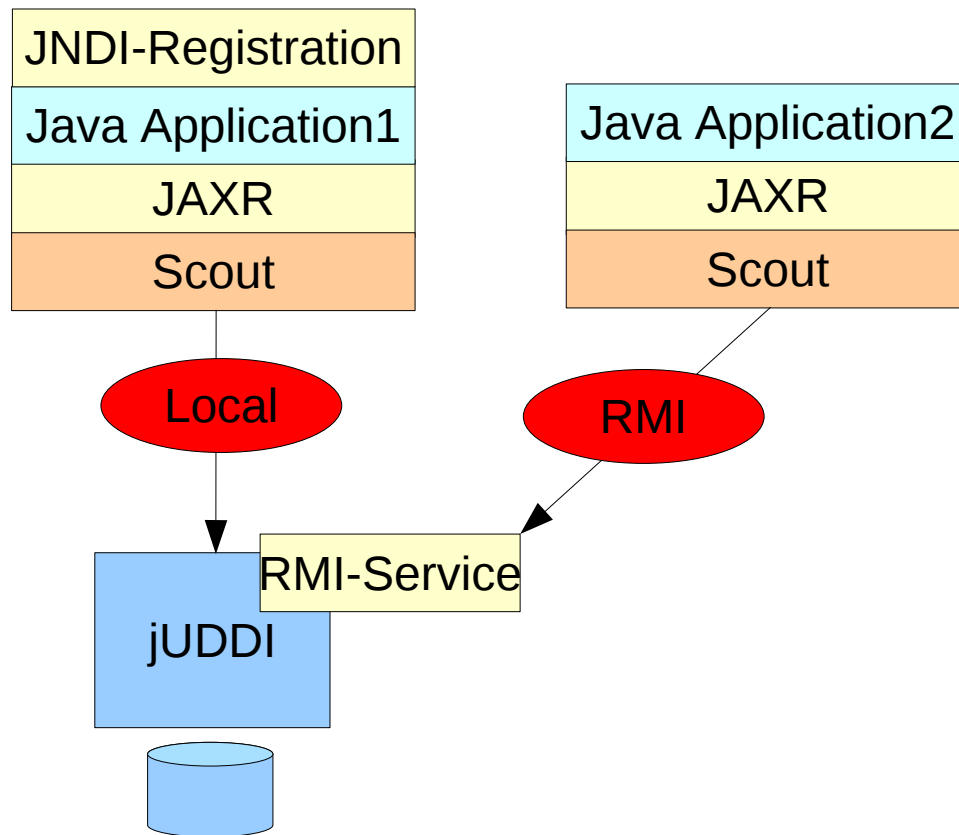 JNDI-Registration
Java Application1
JAXR
Scout
Java Application2
JAXR
Scout
Local
RMI
RMI-Service
jUDDI